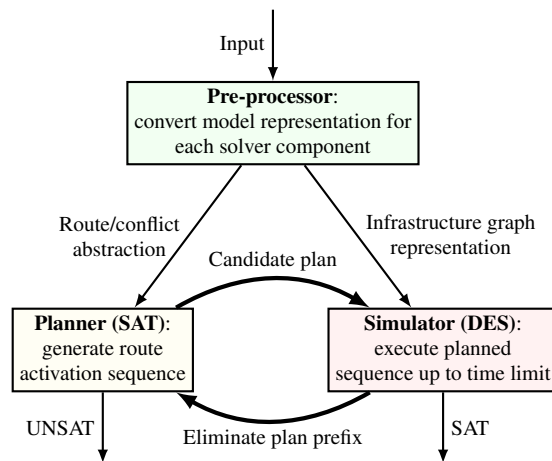 Input
Pre-processor:
convert model representation for
each solver component
Route/conflict
abstraction
Infrastructure graph
representation
Candidate plan
Planner (SAT):
generate route
activation sequence
Simulator (DES):
execute planned
sequence up to time limit
UNSAT
Eliminate plan prefix
SAT